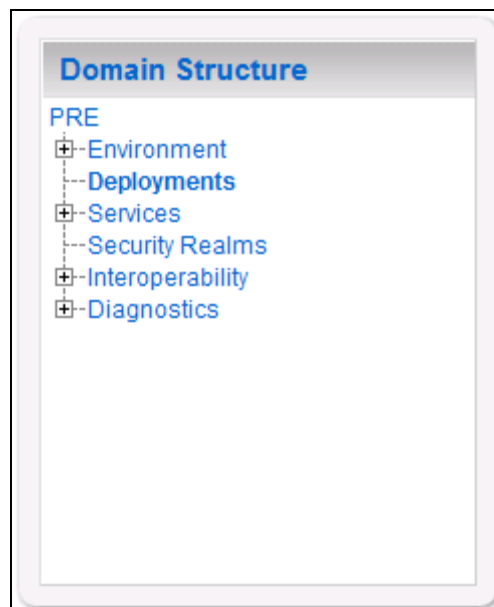 Domain Structure
PRE
Environment
Deployments
Services
Security Realms
Interoperability
Diagnostics